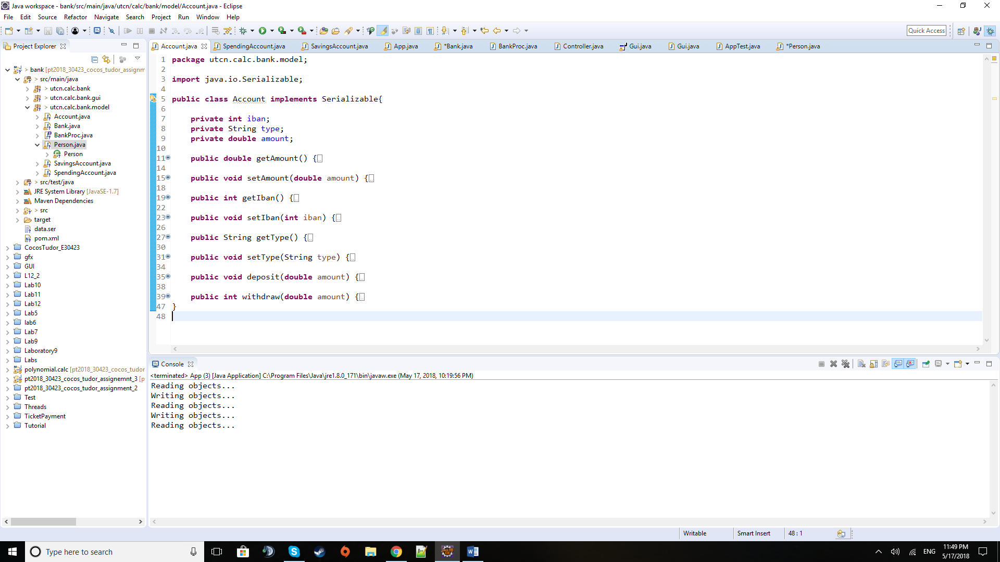 Java workspace - bank/src/main/java/utcn/calc/bank/model/Account.java - Eclipse
File Edit Source Refactor Navigate Search Project Run Window Help
Quick Access
Project Explorer
bank [pt2018_30423_cocos_tudor_assignm
> src/main/java
> utcn.calc.bank
> utcn.calc.bank.gui
> utcn.calc.bank.model
Account.java
Bank.java
BankProc.java
Person.java
Person
SavingsAccount.java
SpendingAccount.java
> src/test/java
JRE System Library [JavaSE-1.7]
Maven Dependencies
> src
target
data.ser
pom.xml
CocosTudor_E30423
gfx
GUI
L12_2
Lab10
Lab11
Lab12
Lab5
lab6
Lab7
Lab9
Laboratory9
Labs
polynomial.calc [pt2018_30423_cocos_tudor
pt2018_30423_cocos_tudor_assignemnt_3 [p
pt2018_30423_cocos_tudor_assignment_2
Test
Threads
TicketPayment
Tutorial
Account.java SpendingAccount.java SavingsAccount.java App.java *Bank.java BankProc.java Controller.java Gui.java Gui.java AppTest.java *Person.java
1 package utcn.calc.bank.model;
2
3 import java.io.Serializable;
4
5 public class Account implements Serializable{
6
7 private int iban;
8 private String type;
9 private double amount;
10
11 public double getAmount() {
14
15 public void setAmount(double amount) {
18
19 public int getIban() {
22
23 public void setIban(int iban) {
26
27 public String getType() {
30
31 public void setType(String type) {
34
35 public void deposit(double amount) {
38
39 public int withdraw(double amount) {
47 }
48
Console
<terminated> App (3) [Java Application] C:\Program Files\Java\jre1.8.0_171\bin\javaw.exe (May 17, 2018, 10:19:56 PM)
Reading objects...
Writing objects...
Reading objects...
Writing objects...
Reading objects...
Writable Smart Insert 48 : 1
Type here to search
ENG
11:49 PM
5/17/2018